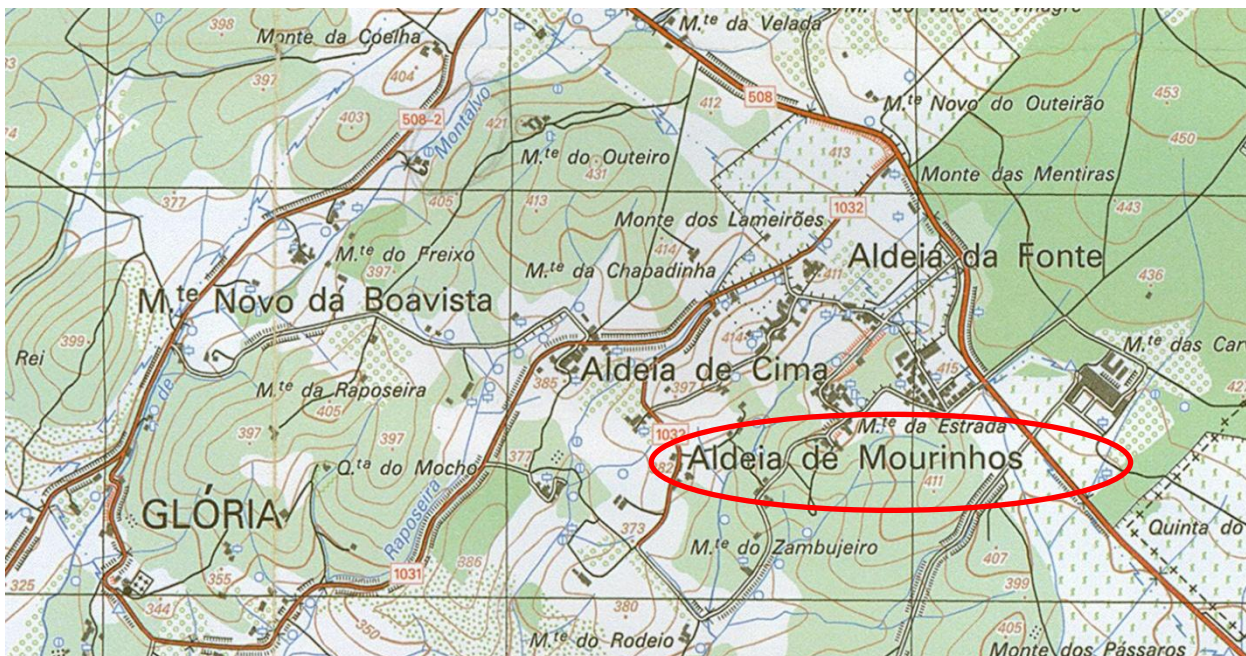 M.te da Velada
398
Monte da Coelha
397
404
403
508-2
Montalvo
421
412
508
M.te Novo do Outeirão
453
450
413
M.te do Outeiro
431
Monte das Mentiras
377
405
413
1032
443
Monte dos Lameirões
414
Aldeia da Fonte
M.te do Freixo
397
M.te da Chapadinha
411
436
M.te Novo da Boavista
399
Rei
414
415
M.te das Car
Aldeia de Cima
385
397
M.te da Raposeira
405
397
397
1032
M.te da Estrada
Q.ta do Mocho
377
Aldeia de Mourinhos
411
de
GLÓRIA
373
Quinta do
Raposeira
386
M.te do Zambujeiro
407
399
325
355
1031
344
350
380
405
M.te do Rodeio
Monte dos Pássaros